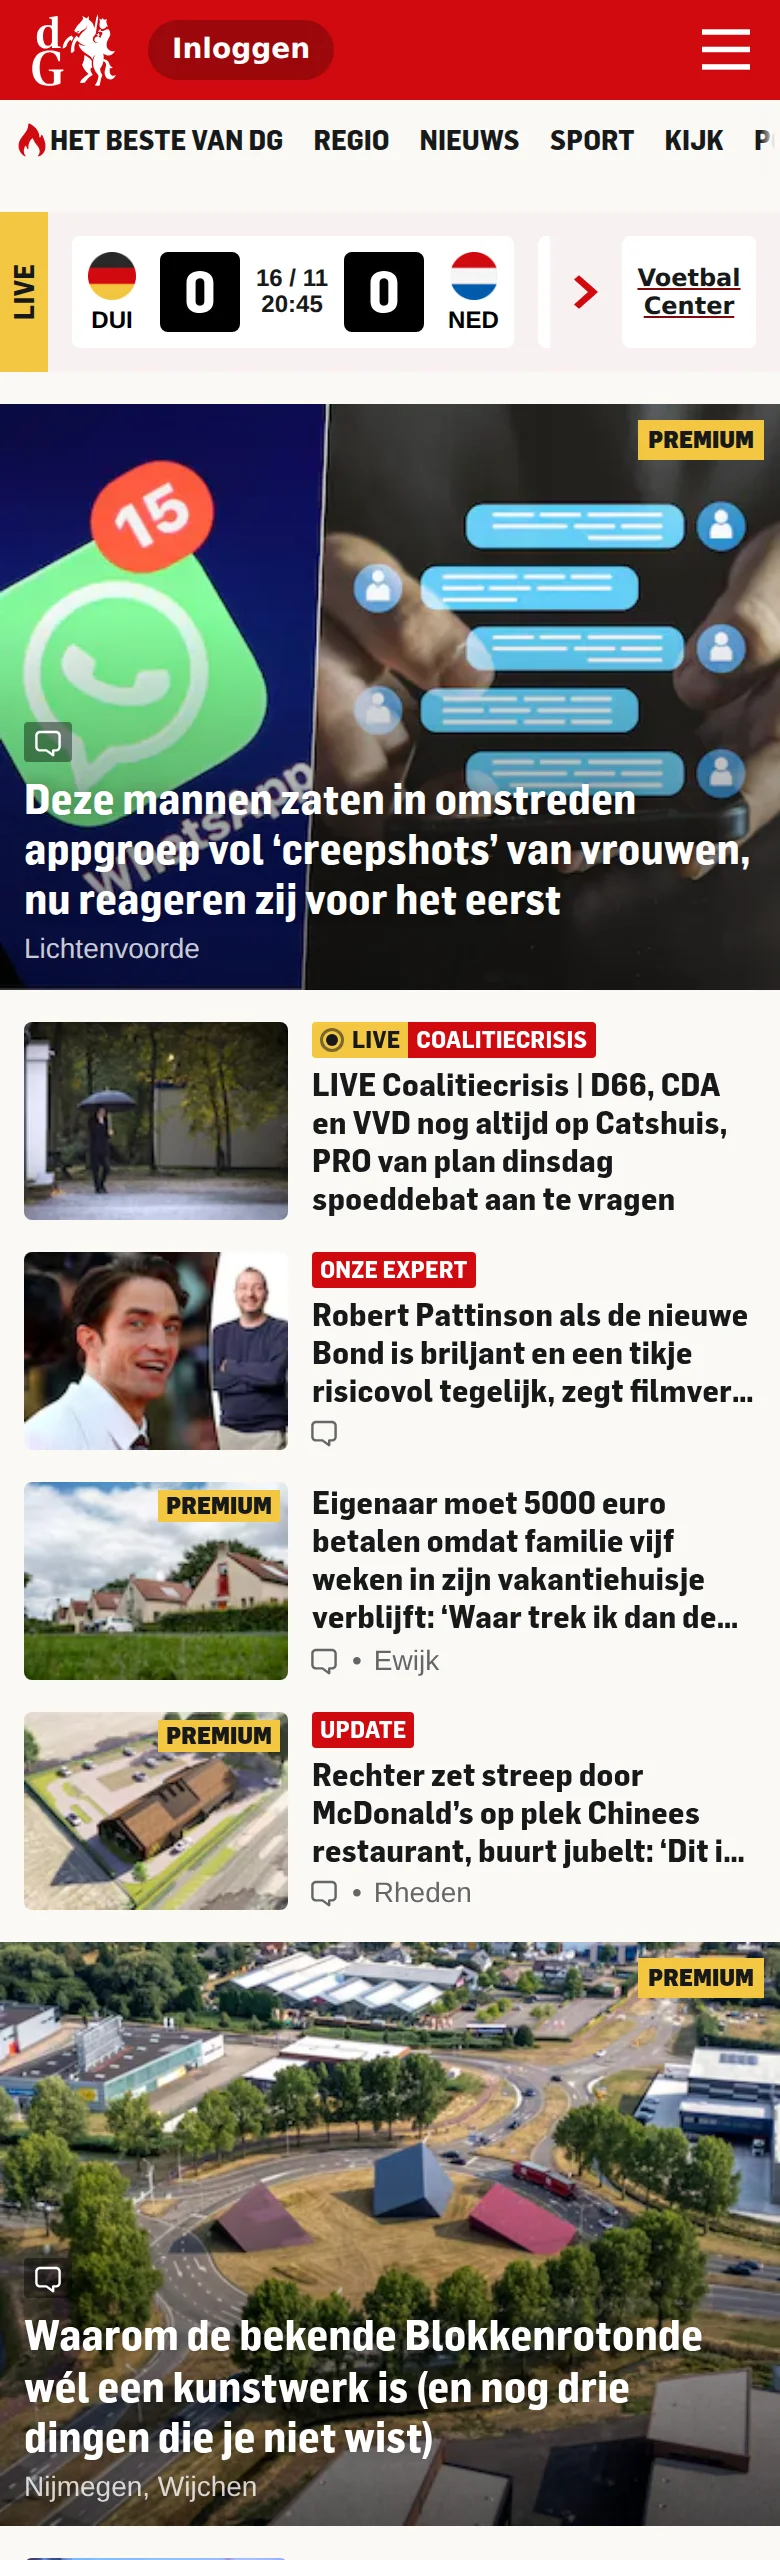 dG
Inloggen
HET BESTE VAN DG REGIO NIEUWS SPORT KIJK
LIVE
DUI
0
16 / 11
20:45
0
NED
Voetbal
Center
PREMIUM
15
WhatsApp
Deze mannen zaten in omstreden
appgroep vol ‘creepshots’ van vrouwen,
nu reageren zij voor het eerst
Lichtenvoorde
LIVE COALITIECRISIS
LIVE Coalitiecrisis | D66, CDA
en VVD nog altijd op Catshuis,
PRO van plan dinsdag
spoeddebat aan te vragen
ONZE EXPERT
Robert Pattinson als de nieuwe
Bond is briljant en een tikje
risicovol tegelijk, zegt filmver...
PREMIUM
Eigenaar moet 5000 euro
betalen omdat familie vijf
weken in zijn vakantiehuisje
verblijft: ‘Waar trek ik dan de...
• Ewijk
PREMIUM
UPDATE
Rechter zet streep door
McDonald’s op plek Chinees
restaurant, buurt jubelt: ‘Dit i...
• Rheden
PREMIUM
Waarom de bekende Blokkenrotonde
wél een kunstwerk is (en nog drie
dingen die je niet wist)
Nijmegen, Wijchen